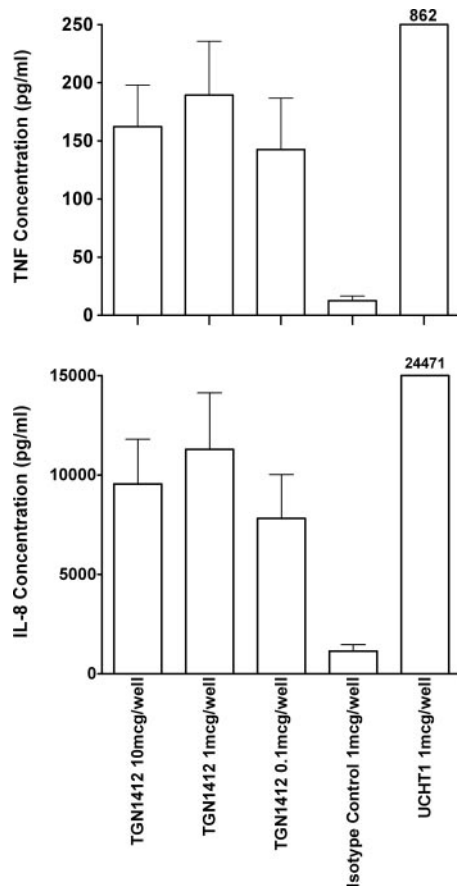 862
TNF Concentration (pg/ml)
250
200
150
100
50
0
24471
IL-8 Concentration (pg/ml)
15000
10000
5000
0
TGN1412 10mcg/well
TGN1412 1mcg/well
TGN1412 0.1mcg/well
Isotype Control 1mcg/well
UCHT1 1mcg/well